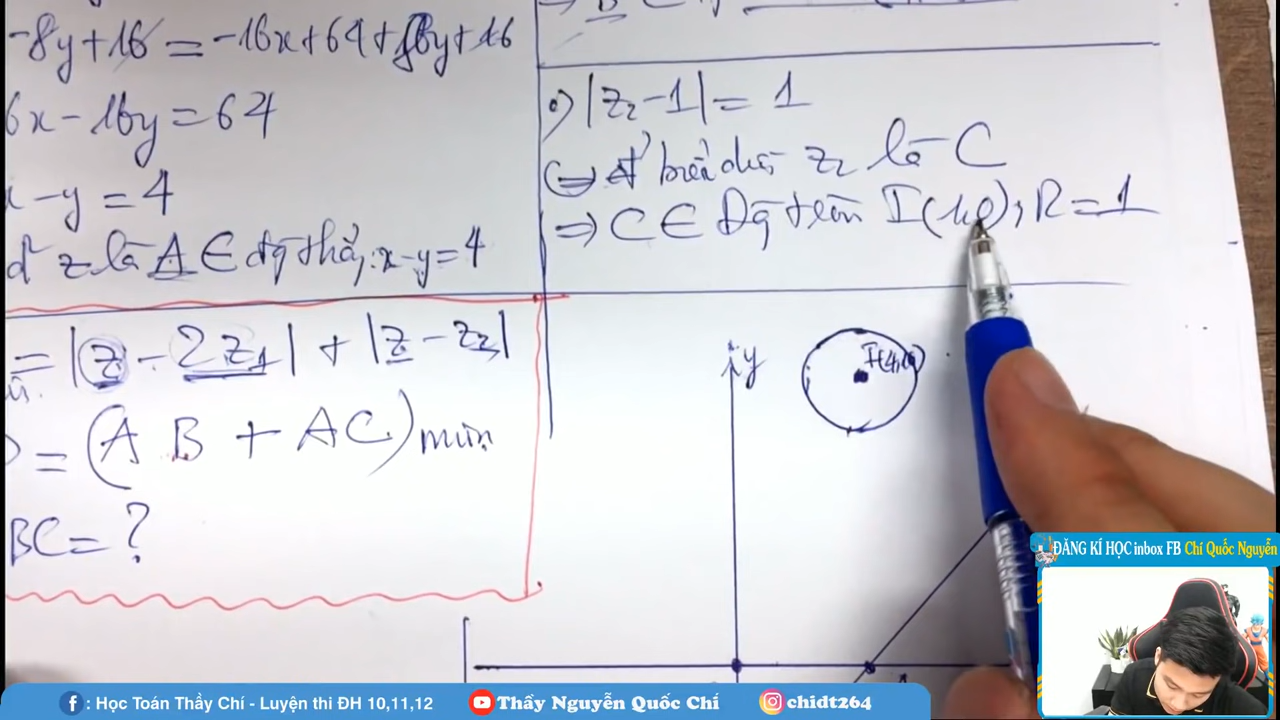 -8y+16 = -16x+64+8y+16
6x - 16y = 64
x - y = 4
z là A ∈ đg thẳng: x-y=4
= |z - 2z₁| + |z - z₂|
= (AB + AC) min
BC = ?
•) |z₂ - 1| = 1
biểu diễn z₂ là C
⇒ C ∈ Đg tròn I(1;0), R=1
y
I(4;
ĐĂNG KÍ HỌC inbox FB Chí Quốc Nguyễn
: Học Toán Thầy Chí - Luyện thi ĐH 10,11,12
Thầy Nguyễn Quốc Chí
chidt264